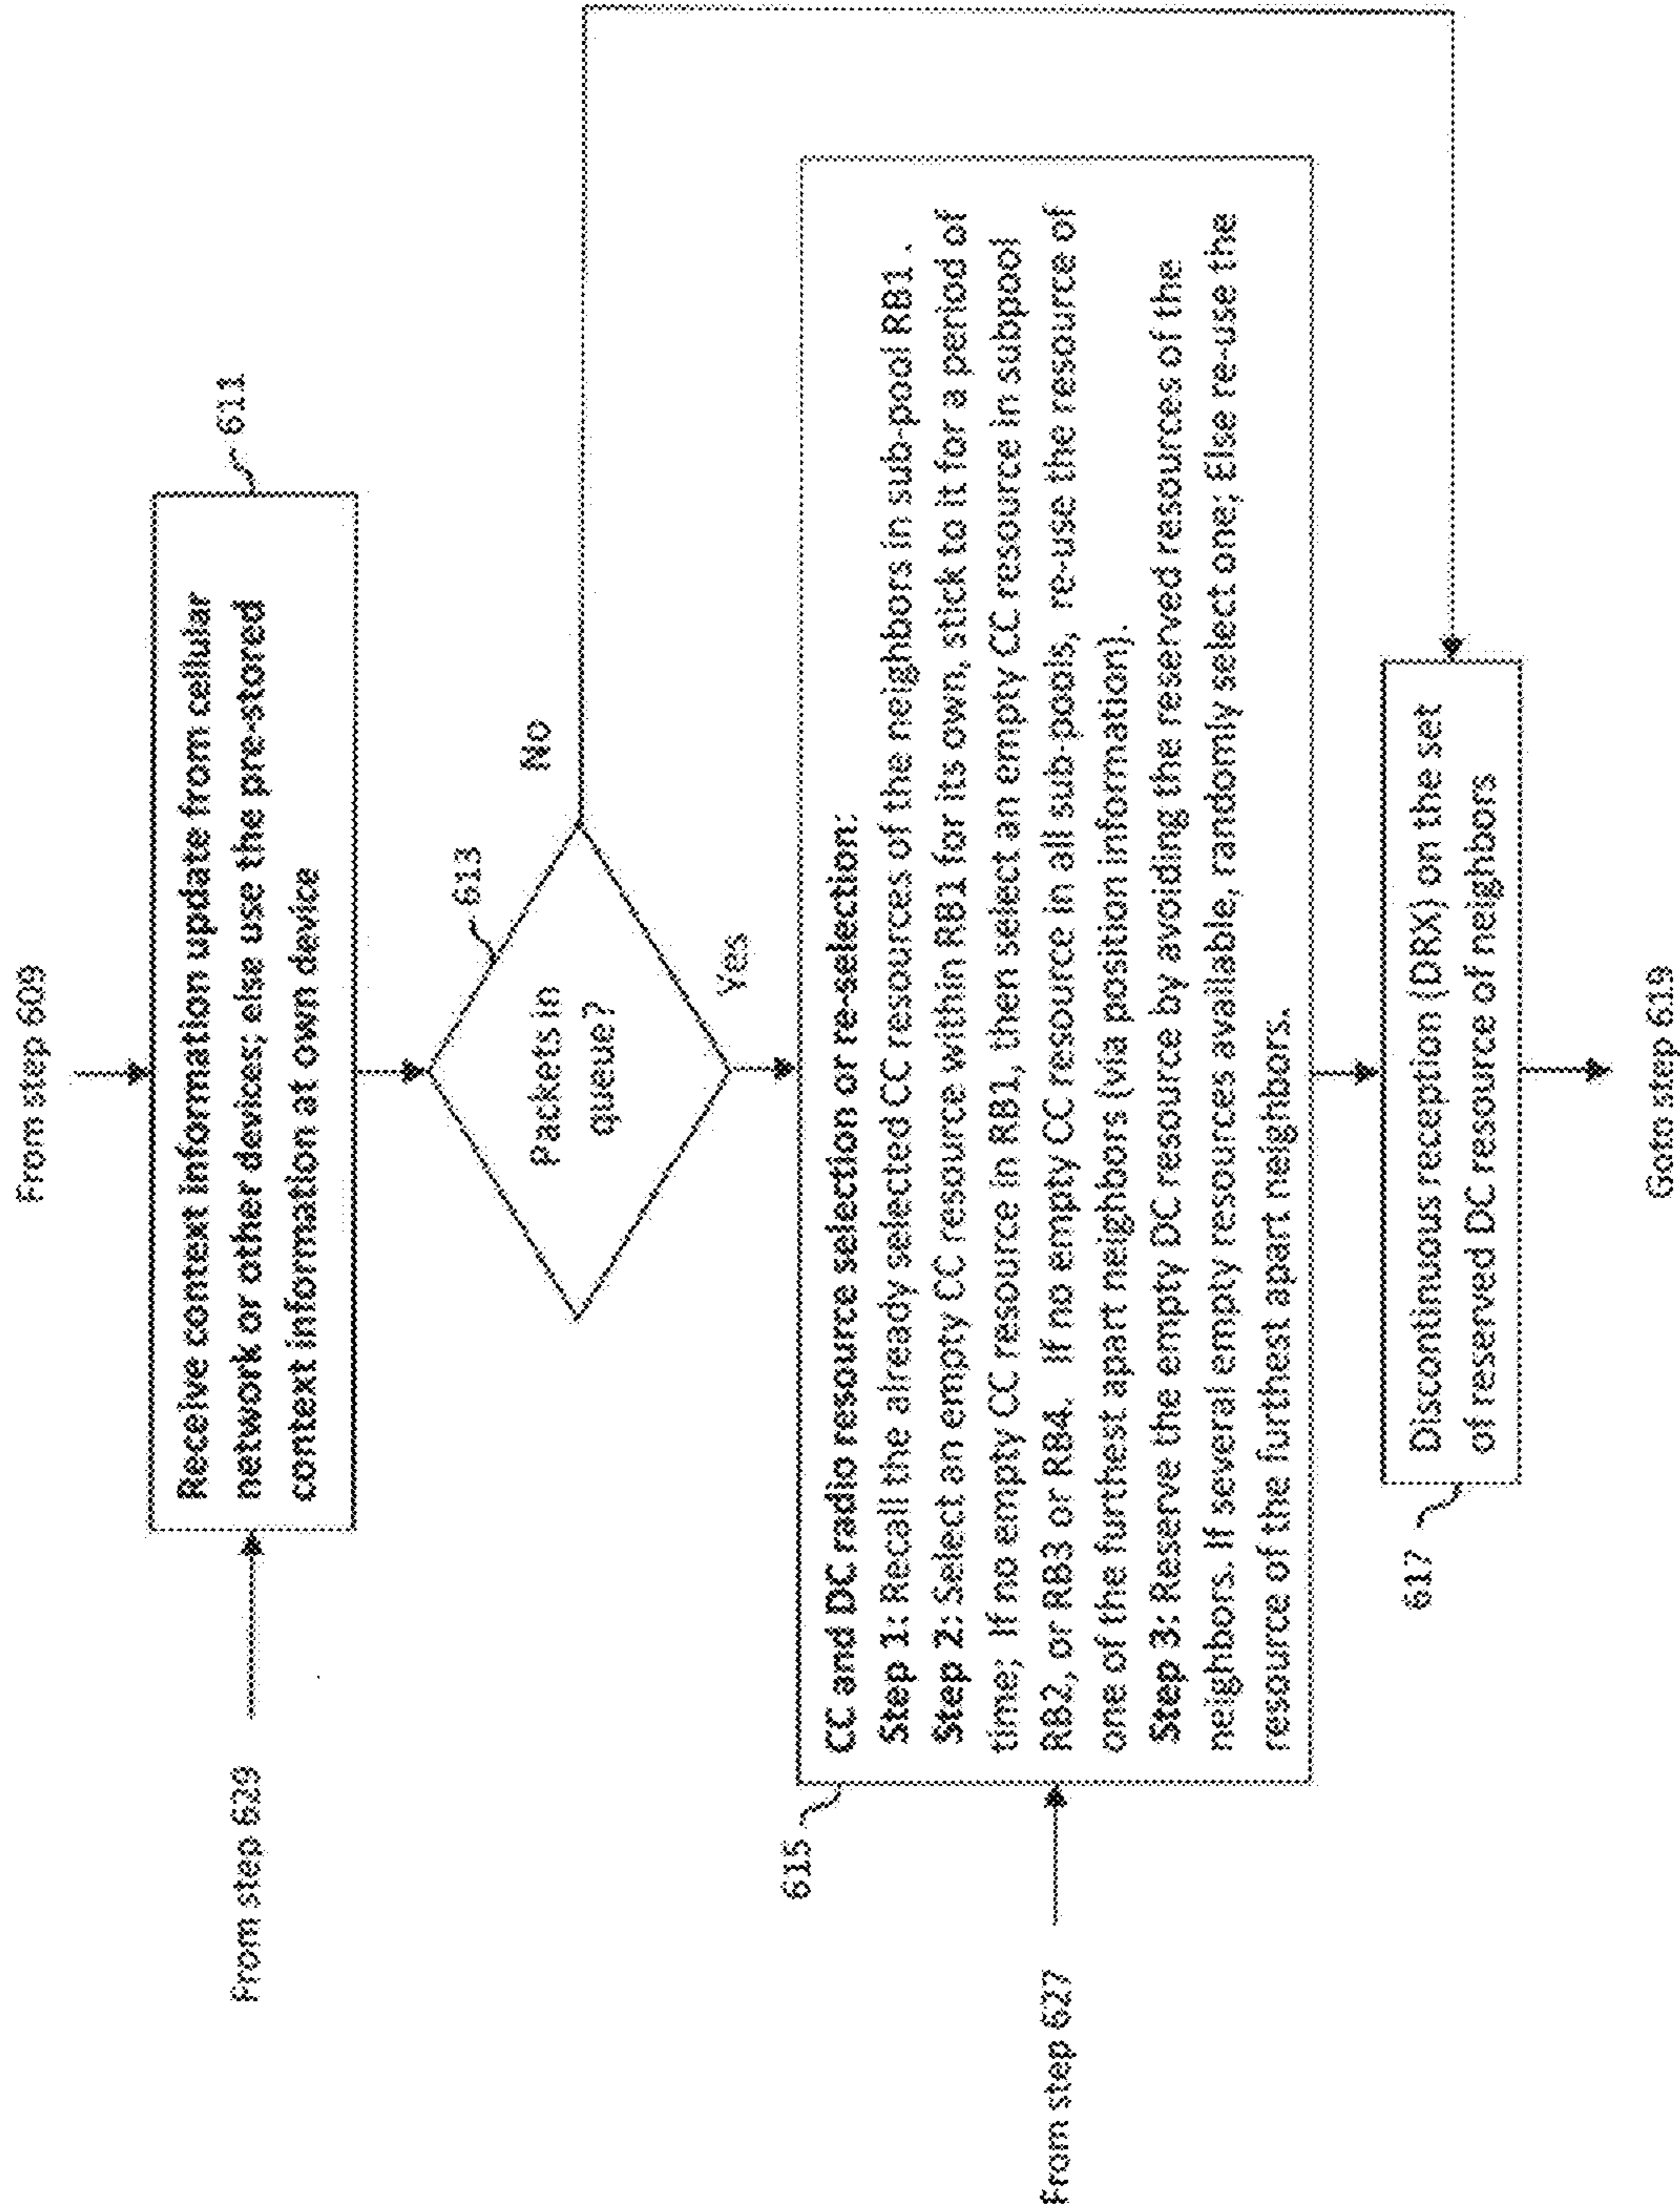 From step 609
611
Receive context information update from cellular
network or other devices; else use the pre-stored
context information at own device
From step 629
613
Packets in
queue?
No
Yes
615
CC and DC radio resource selection or re-selection:
Step 1: Recall the already selected CC resources of the neighbors in sub-pool RB1 .
Step 2: Select an empty CC resource within RB1 for its own, stick to it for a period of
time; If no empty CC resource in RB1, then select an empty CC resource in subpool
RB2, or RB3 or RB4. If no empty CC resource in all sub-pools, re-use the resource of
one of the furthest apart neighbors (via position information).
Step 3: Reserve the empty DC resource by avoiding the reserved resources of the
neighbors. If several empty resources available, randomly select one; Else re-use the
resource of the furthest apart neighbors.
From step 627
617
Discontinuous reception (DRX) on the set
of reserved DC resource of neighbors
Goto step 619